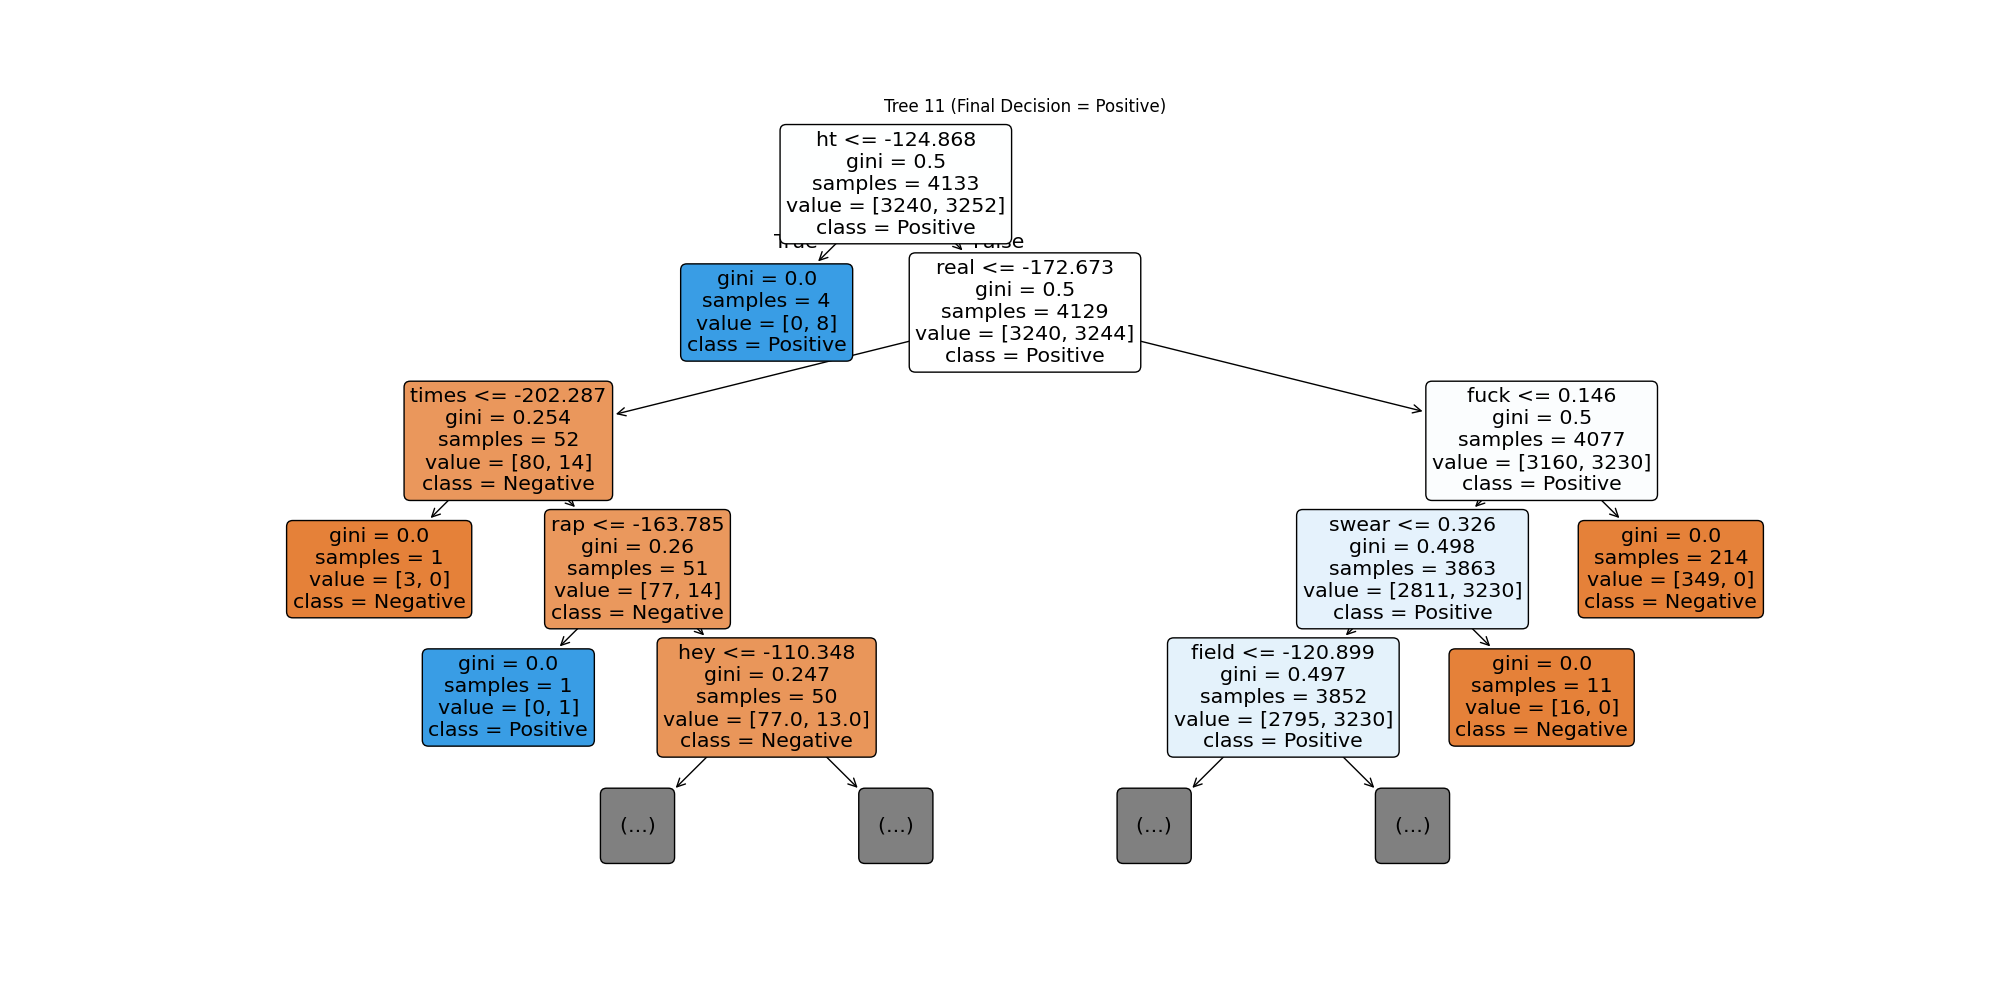 Tree 11 (Final Decision = Positive)
ht <= -124.868
gini = 0.5
samples = 4133
value = [3240, 3252]
class = Positive
True
False
gini = 0.0
samples = 4
value = [0, 8]
class = Positive
real <= -172.673
gini = 0.5
samples = 4129
value = [3240, 3244]
class = Positive
times <= -202.287
gini = 0.254
samples = 52
value = [80, 14]
class = Negative
fuck <= 0.146
gini = 0.5
samples = 4077
value = [3160, 3230]
class = Positive
gini = 0.0
samples = 1
value = [3, 0]
class = Negative
rap <= -163.785
gini = 0.26
samples = 51
value = [77, 14]
class = Negative
swear <= 0.326
gini = 0.498
samples = 3863
value = [2811, 3230]
class = Positive
gini = 0.0
samples = 214
value = [349, 0]
class = Negative
gini = 0.0
samples = 1
value = [0, 1]
class = Positive
hey <= -110.348
gini = 0.247
samples = 50
value = [77.0, 13.0]
class = Negative
field <= -120.899
gini = 0.497
samples = 3852
value = [2795, 3230]
class = Positive
gini = 0.0
samples = 11
value = [16, 0]
class = Negative
(...)
(...)
(...)
(...)